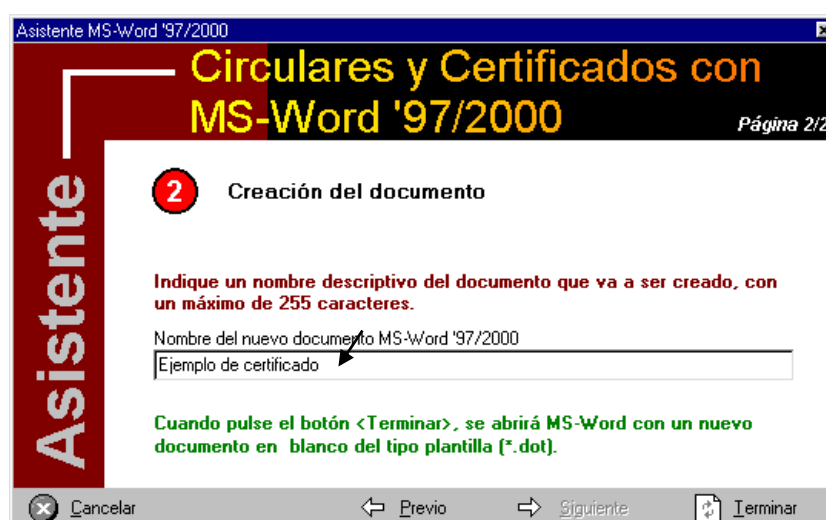 Asistente MS-Word '97/2000
Circulares y Certificados con
MS-Word '97/2000
Página 2/2
Asistente
2 Creación del documento
Indique un nombre descriptivo del documento que va a ser creado, con
un máximo de 255 caracteres.
Nombre del nuevo documento MS-Word '97/2000
Ejemplo de certificado
Cuando pulse el botón <Terminar>, se abrirá MS-Word con un nuevo
documento en blanco del tipo plantilla (*.dot).
Cancelar Previo Siguiente Terminar